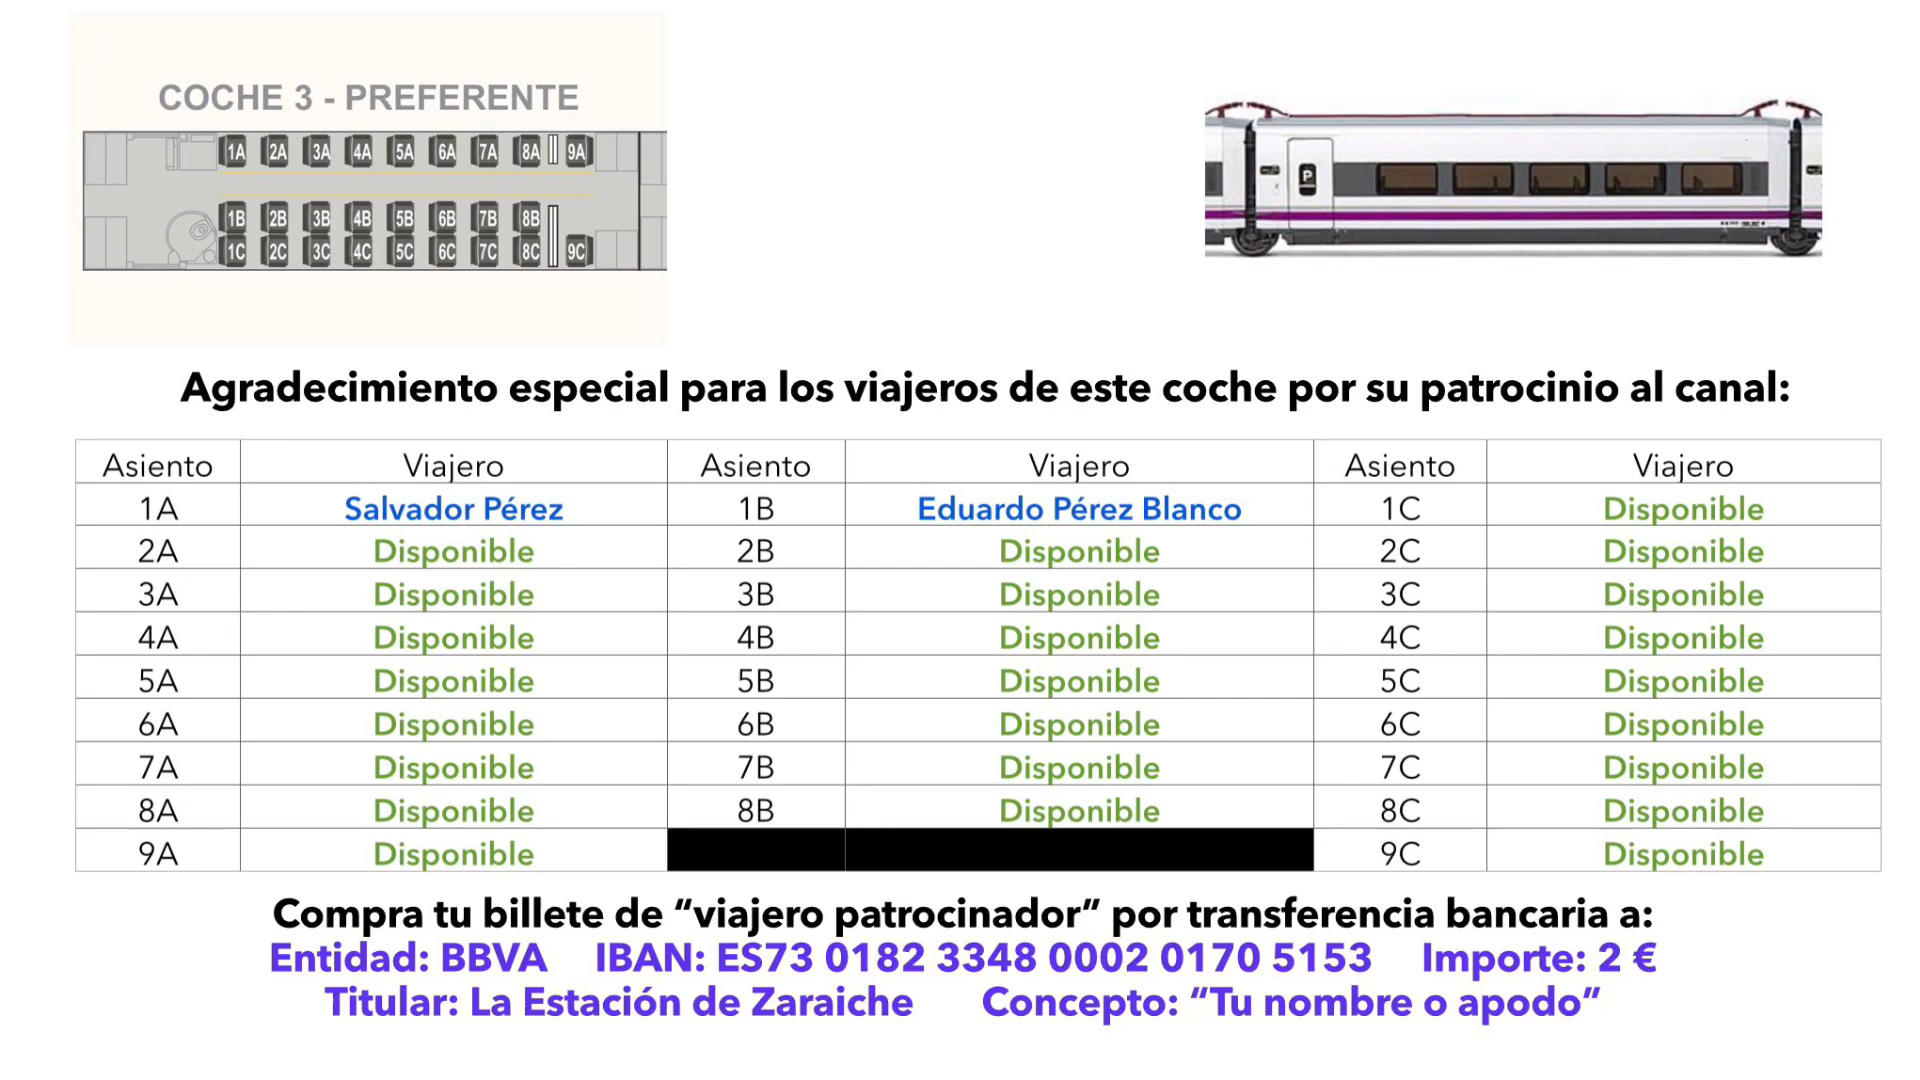 COCHE 3 - PREFERENTE
1A 2A 3A 4A 5A 6A 7A 8A 9A
1B 2B 3B 4B 5B 6B 7B 8B
1C 2C 3C 4C 5C 6C 7C 8C 9C
P
Agradecimiento especial para los viajeros de este coche por su patrocinio al canal:
Asiento Viajero Asiento Viajero Asiento Viajero
1A Salvador Pérez 1B Eduardo Pérez Blanco 1C Disponible
2A Disponible 2B Disponible 2C Disponible
3A Disponible 3B Disponible 3C Disponible
4A Disponible 4B Disponible 4C Disponible
5A Disponible 5B Disponible 5C Disponible
6A Disponible 6B Disponible 6C Disponible
7A Disponible 7B Disponible 7C Disponible
8A Disponible 8B Disponible 8C Disponible
9A Disponible 9C Disponible
Compra tu billete de “viajero patrocinador” por transferencia bancaria a:
Entidad: BBVA IBAN: ES73 0182 3348 0002 0170 5153 Importe: 2 €
Titular: La Estación de Zaraiche Concepto: “Tu nombre o apodo”